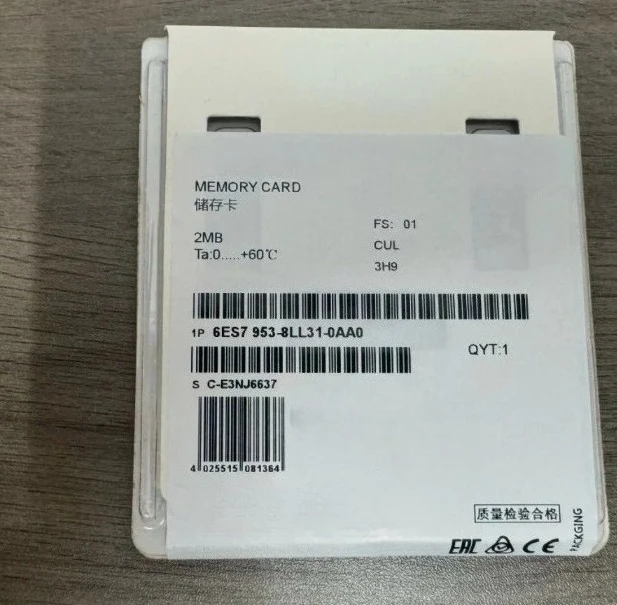 MEMORY CARD
储存卡
2MB
Ta:0.....+60℃
FS: 01
CUL
3H9
1P 6ES7 953-8LL31-0AA0
QYT:1
S C-E3NJ6637
4 025515 081364
质量检验合格
EAC CE
PACKGING